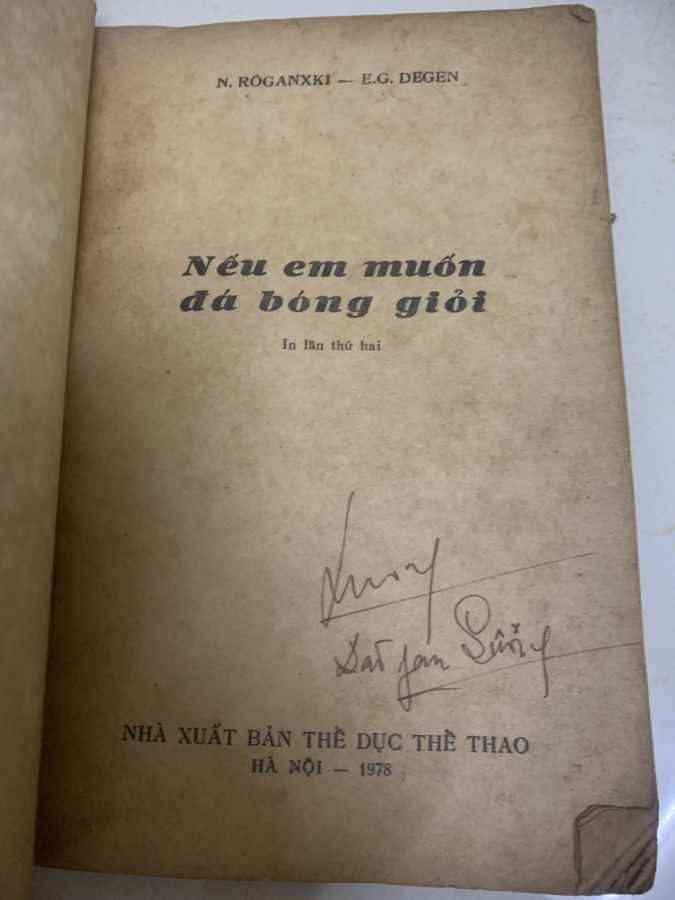 N. RÔGANXKI — E.G. DEGEN
Nếu em muốn
đá bóng giỏi
In lần thứ hai
NHÀ XUẤT BẢN THỂ DỤC THỂ THAO
HÀ NỘI — 1978